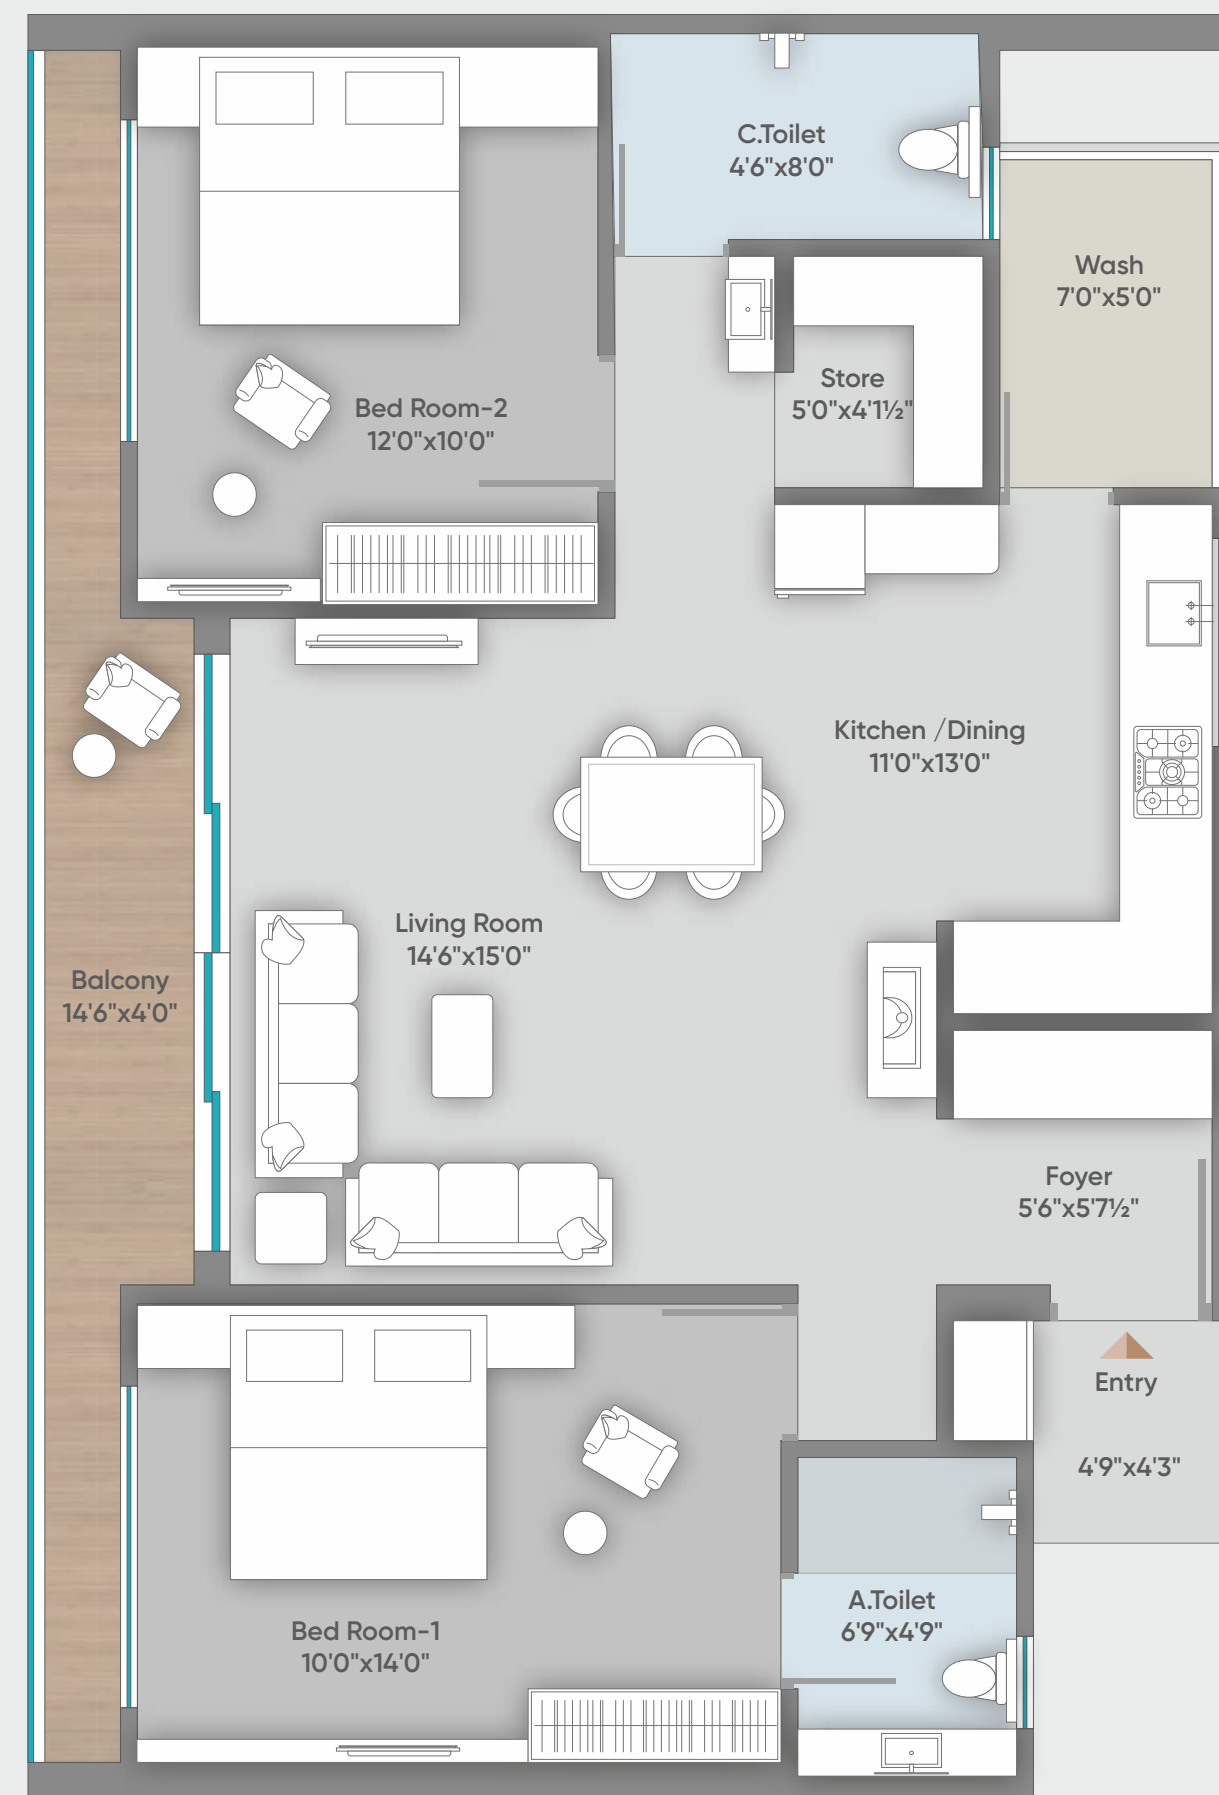 C.Toilet
4'6"x8'0"
Wash
7'0"x5'0"
Store
5'0"x4'1½"
Bed Room-2
12'0"x10'0"
Kitchen /Dining
11'0"x13'0"
Living Room
14'6"x15'0"
Balcony
14'6"x4'0"
Foyer
5'6"x5'7½"
Entry
4'9"x4'3"
A.Toilet
6'9"x4'9"
Bed Room-1
10'0"x14'0"